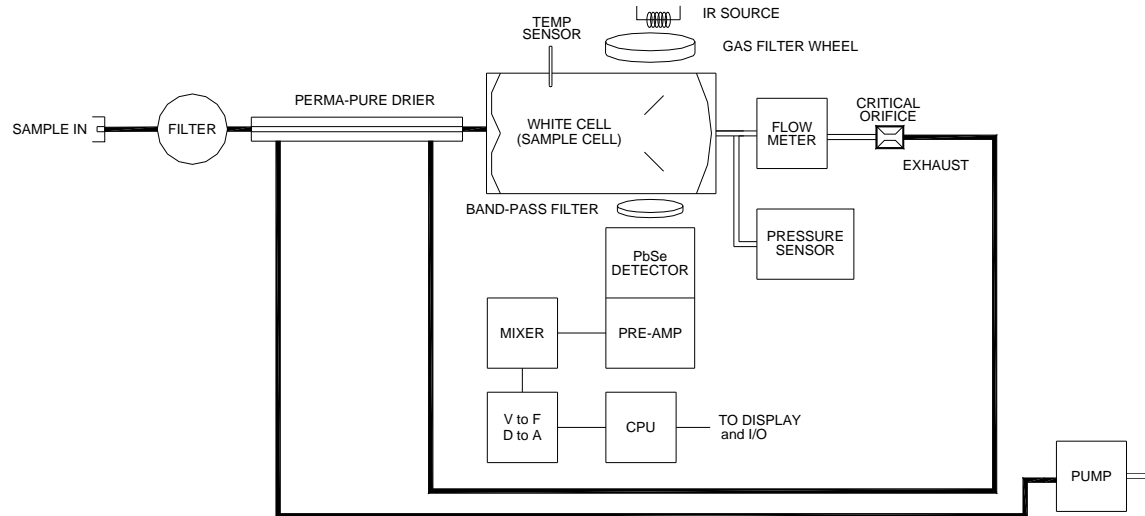 IR SOURCE
TEMP
SENSOR
GAS FILTER WHEEL
PERMA-PURE DRIER
CRITICAL
ORIFICE
SAMPLE IN
FILTER
WHITE CELL
(SAMPLE CELL)
FLOW
METER
EXHAUST
BAND-PASS FILTER
PRESSURE
SENSOR
PbSe
DETECTOR
MIXER
PRE-AMP
V to F
D to A
CPU
TO DISPLAY
and I/O
PUMP